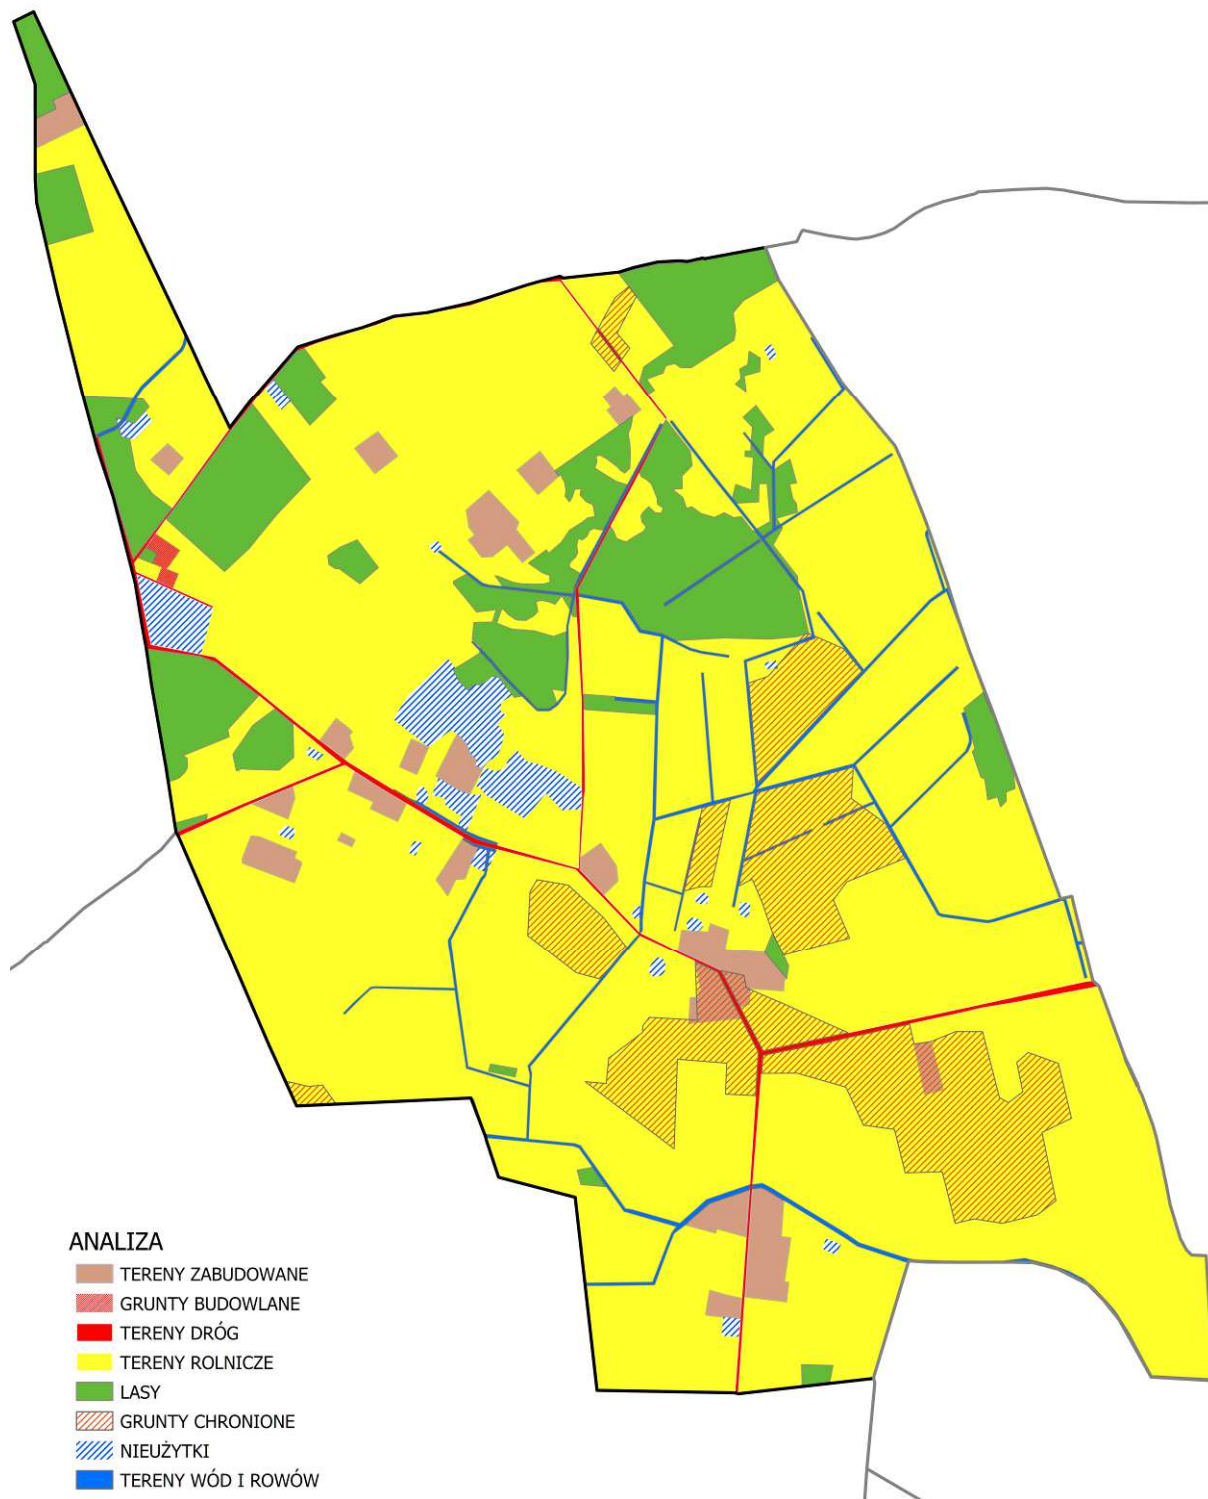 ANALIZA
TERENY ZABUDOWANE
GRUNTY BUDOWLANE
TERENY DRÓG
TERENY ROLNICZE
LASY
GRUNTY CHRONIONE
NIEUŻYTKI
TERENY WÓD I ROWÓW